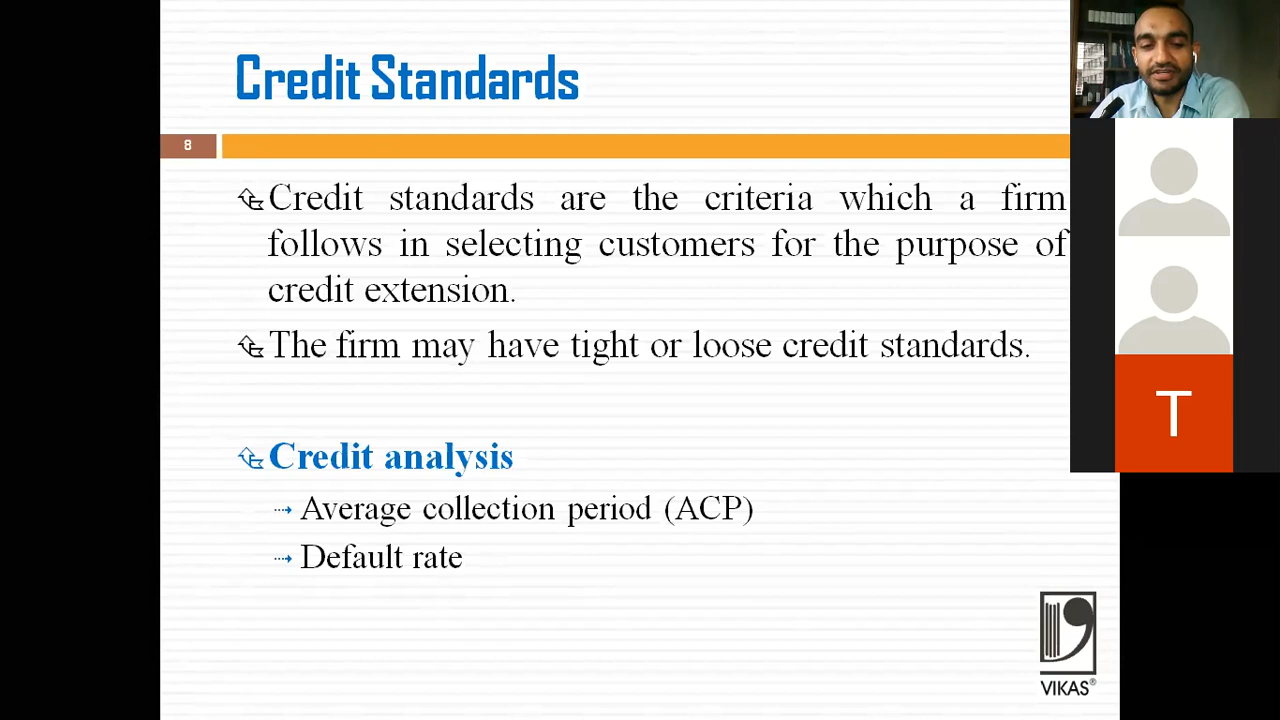 Credit Standards
8
Credit standards are the criteria which a firm
follows in selecting customers for the purpose of
credit extension.
The firm may have tight or loose credit standards.
Credit analysis
Average collection period (ACP)
Default rate
T
VIKAS®